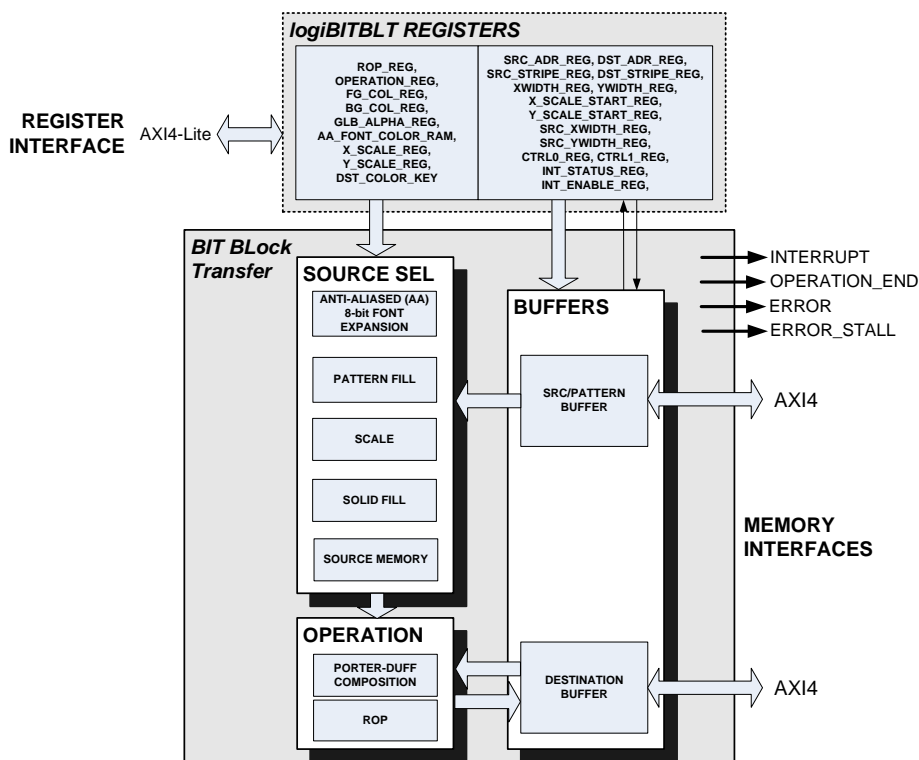 logiBITBLT REGISTERS
ROP_REG,
OPERATION_REG,
FG_COL_REG,
BG_COL_REG,
GLB_ALPHA_REG,
AA_FONT_COLOR_RAM,
X_SCALE_REG,
Y_SCALE_REG,
DST_COLOR_KEY
SRC_ADR_REG, DST_ADR_REG,
SRC_STRIPE_REG, DST_STRIPE_REG,
XWIDTH_REG, YWIDTH_REG,
X_SCALE_START_REG,
Y_SCALE_START_REG,
SRC_XWIDTH_REG,
SRC_YWIDTH_REG,
CTRL0_REG, CTRL1_REG,
INT_STATUS_REG,
INT_ENABLE_REG,
REGISTER
INTERFACE
AXI4-Lite
BIT BLock
Transfer
SOURCE SEL
ANTI-ALIASED (AA)
8-bit FONT
EXPANSION
PATTERN FILL
SCALE
SOLID FILL
SOURCE MEMORY
BUFFERS
SRC/PATTERN
BUFFER
INTERRUPT
OPERATION_END
ERROR
ERROR_STALL
AXI4
MEMORY
INTERFACES
OPERATION
PORTER-DUFF
COMPOSITION
ROP
DESTINATION
BUFFER
AXI4